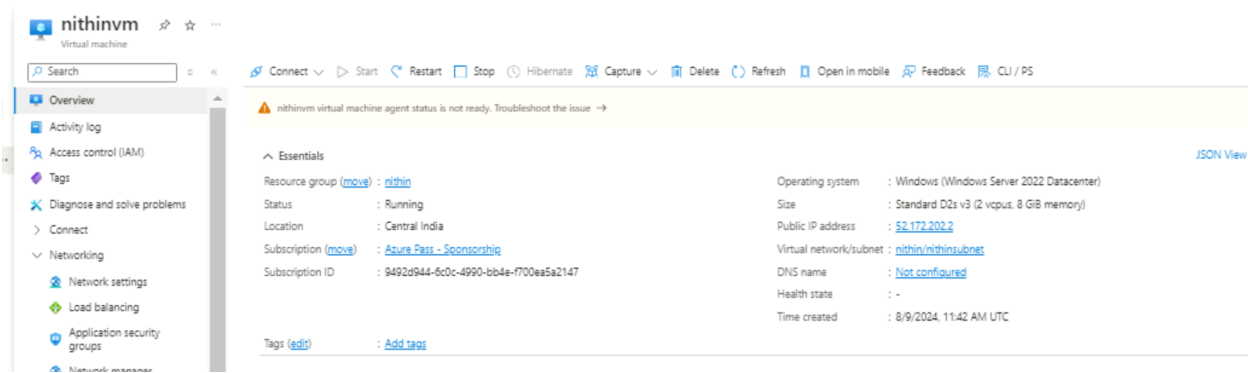 nithinvm
Virtual machine
Search
Connect Start Restart Stop Hibernate Capture Delete Refresh Open in mobile Feedback CLI / PS
Overview
nithinvm virtual machine agent status is not ready. Troubleshoot the issue →
Activity log
Access control (IAM)
Tags
Diagnose and solve problems
Connect
Networking
Network settings
Load balancing
Application security
groups
Network manager
Essentials
JSON View
Resource group (move) : nithin
Status : Running
Location : Central India
Subscription (move) : Azure Pass - Sponsorship
Subscription ID : 9492d944-6c0c-4990-bb4e-f700ea5a2147
Operating system : Windows (Windows Server 2022 Datacenter)
Size : Standard D2s v3 (2 vcpus, 8 GiB memory)
Public IP address : 52.172.202.2
Virtual network/subnet : nithin/nithinsubnet
DNS name : Not configured
Health state : -
Time created : 8/9/2024, 11:42 AM UTC
Tags (edit) : Add tags